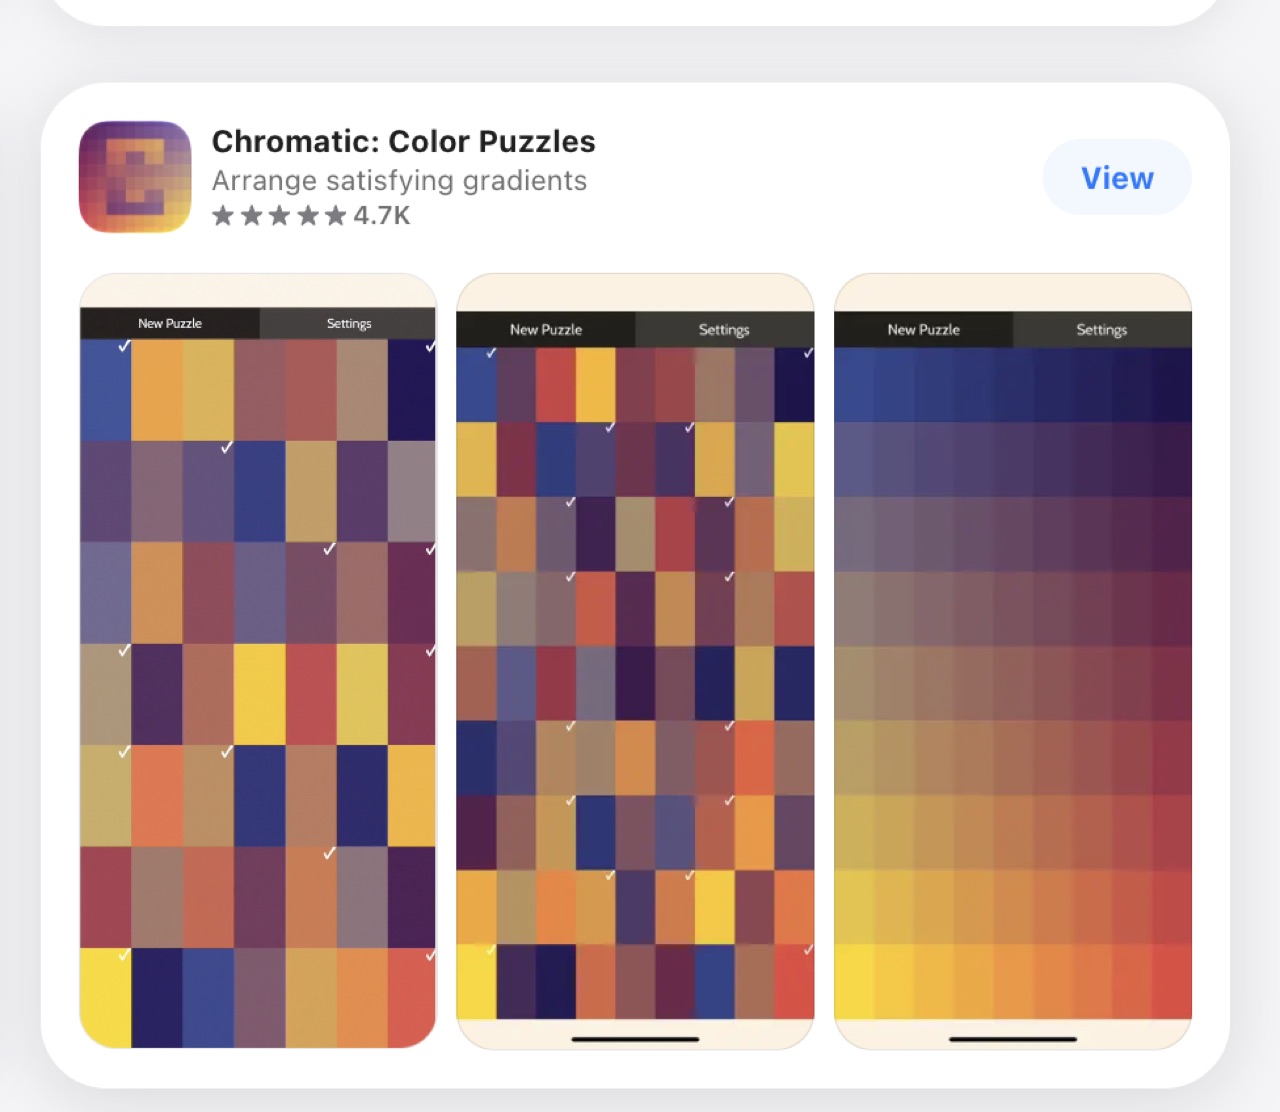 Chromatic: Color Puzzles
Arrange satisfying gradients
4.7K
View
New Puzzle
Settings
New Puzzle
Settings
New Puzzle
Settings